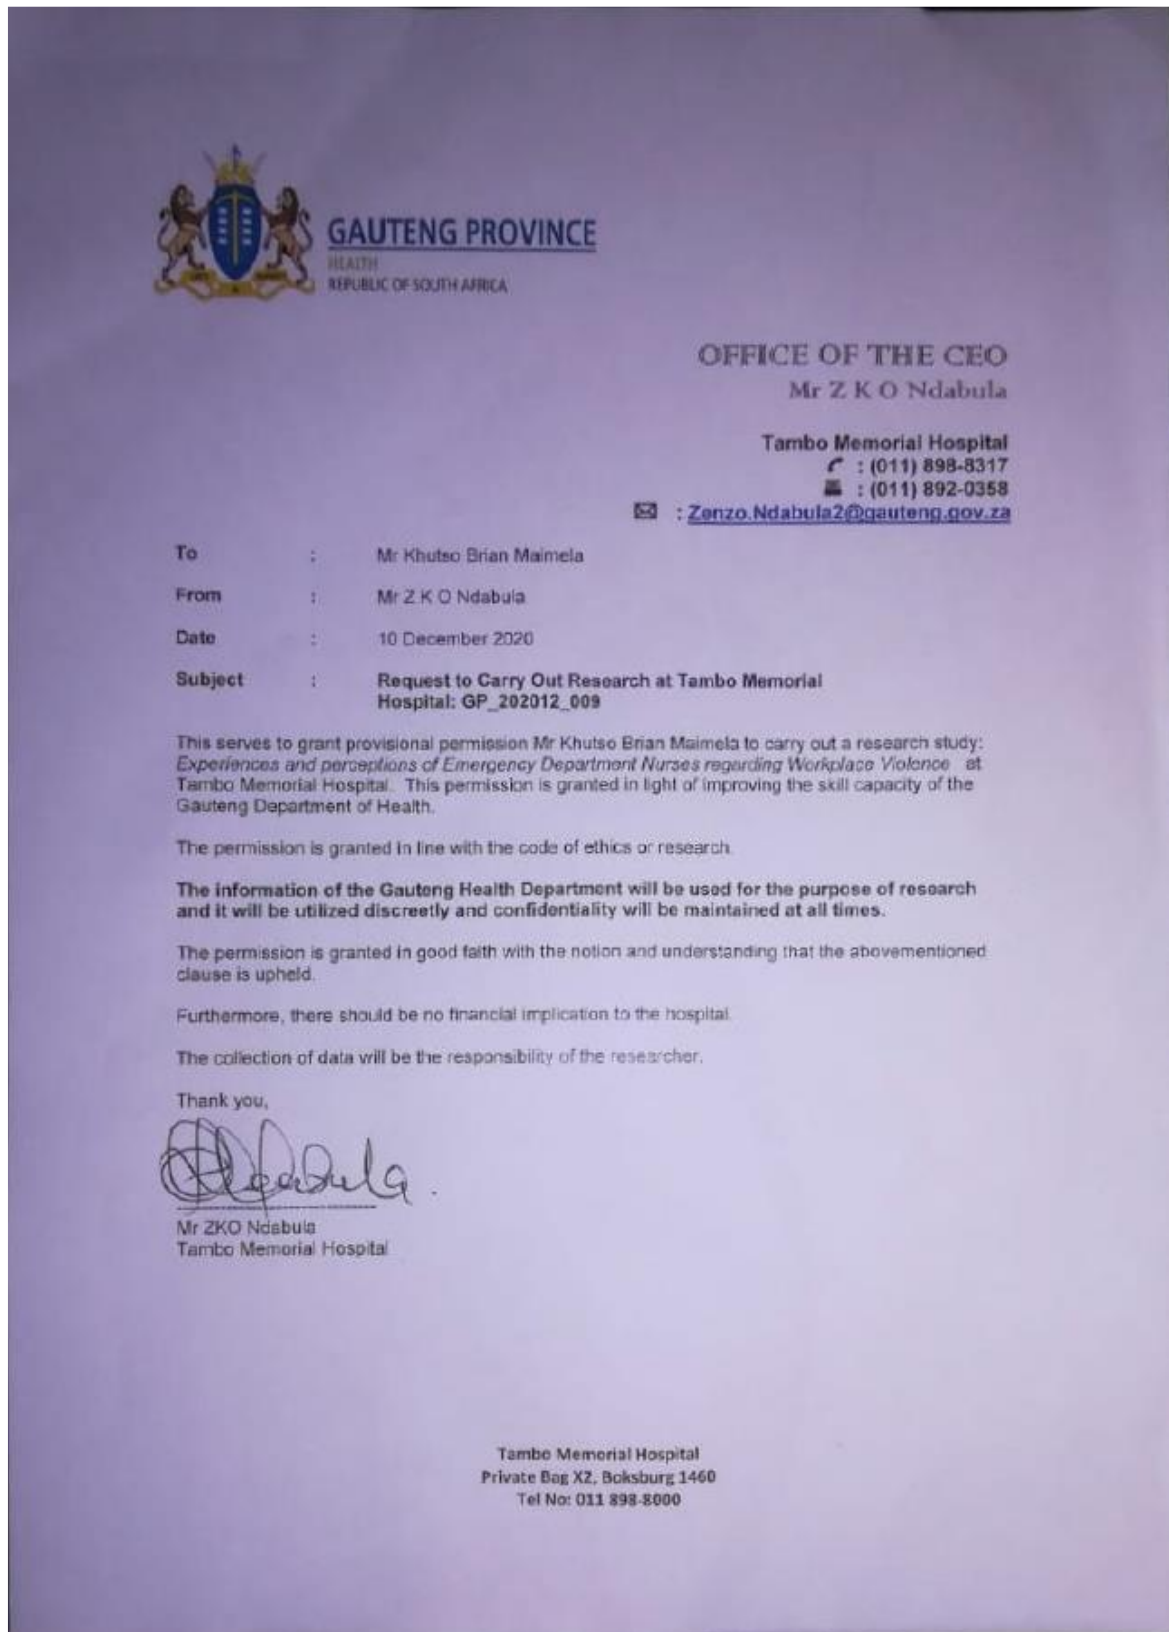 GAUTENG PROVINCE
HEALTH
REPUBLIC OF SOUTH AFRICA
OFFICE OF THE CEO
Mr Z K O Ndabula
Tambo Memorial Hospital
: (011) 898-8317
: (011) 892-0358
: Zenzo.Ndabula2@gauteng.gov.za
To : Mr Khutso Brian Maimela
From : Mr Z K O Ndabula
Date : 10 December 2020
Subject : Request to Carry Out Research at Tambo Memorial
Hospital: GP_202012_009
This serves to grant provisional permission Mr Khutso Brian Maimela to carry out a research study:
Experiences and perceptions of Emergency Department Nurses regarding Workplace Violence at
Tambo Memorial Hospital. This permission is granted in light of improving the skill capacity of the
Gauteng Department of Health.
The permission is granted in line with the code of ethics or research.
The information of the Gauteng Health Department will be used for the purpose of research
and it will be utilized discreetly and confidentiality will be maintained at all times.
The permission is granted in good faith with the notion and understanding that the abovementioned
clause is upheld.
Furthermore, there should be no financial implication to the hospital.
The collection of data will be the responsibility of the researcher.
Thank you,
Mr ZKO Ndabula
Tambo Memorial Hospital
Tambo Memorial Hospital
Private Bag X2, Boksburg 1460
Tel No: 011 898-8000